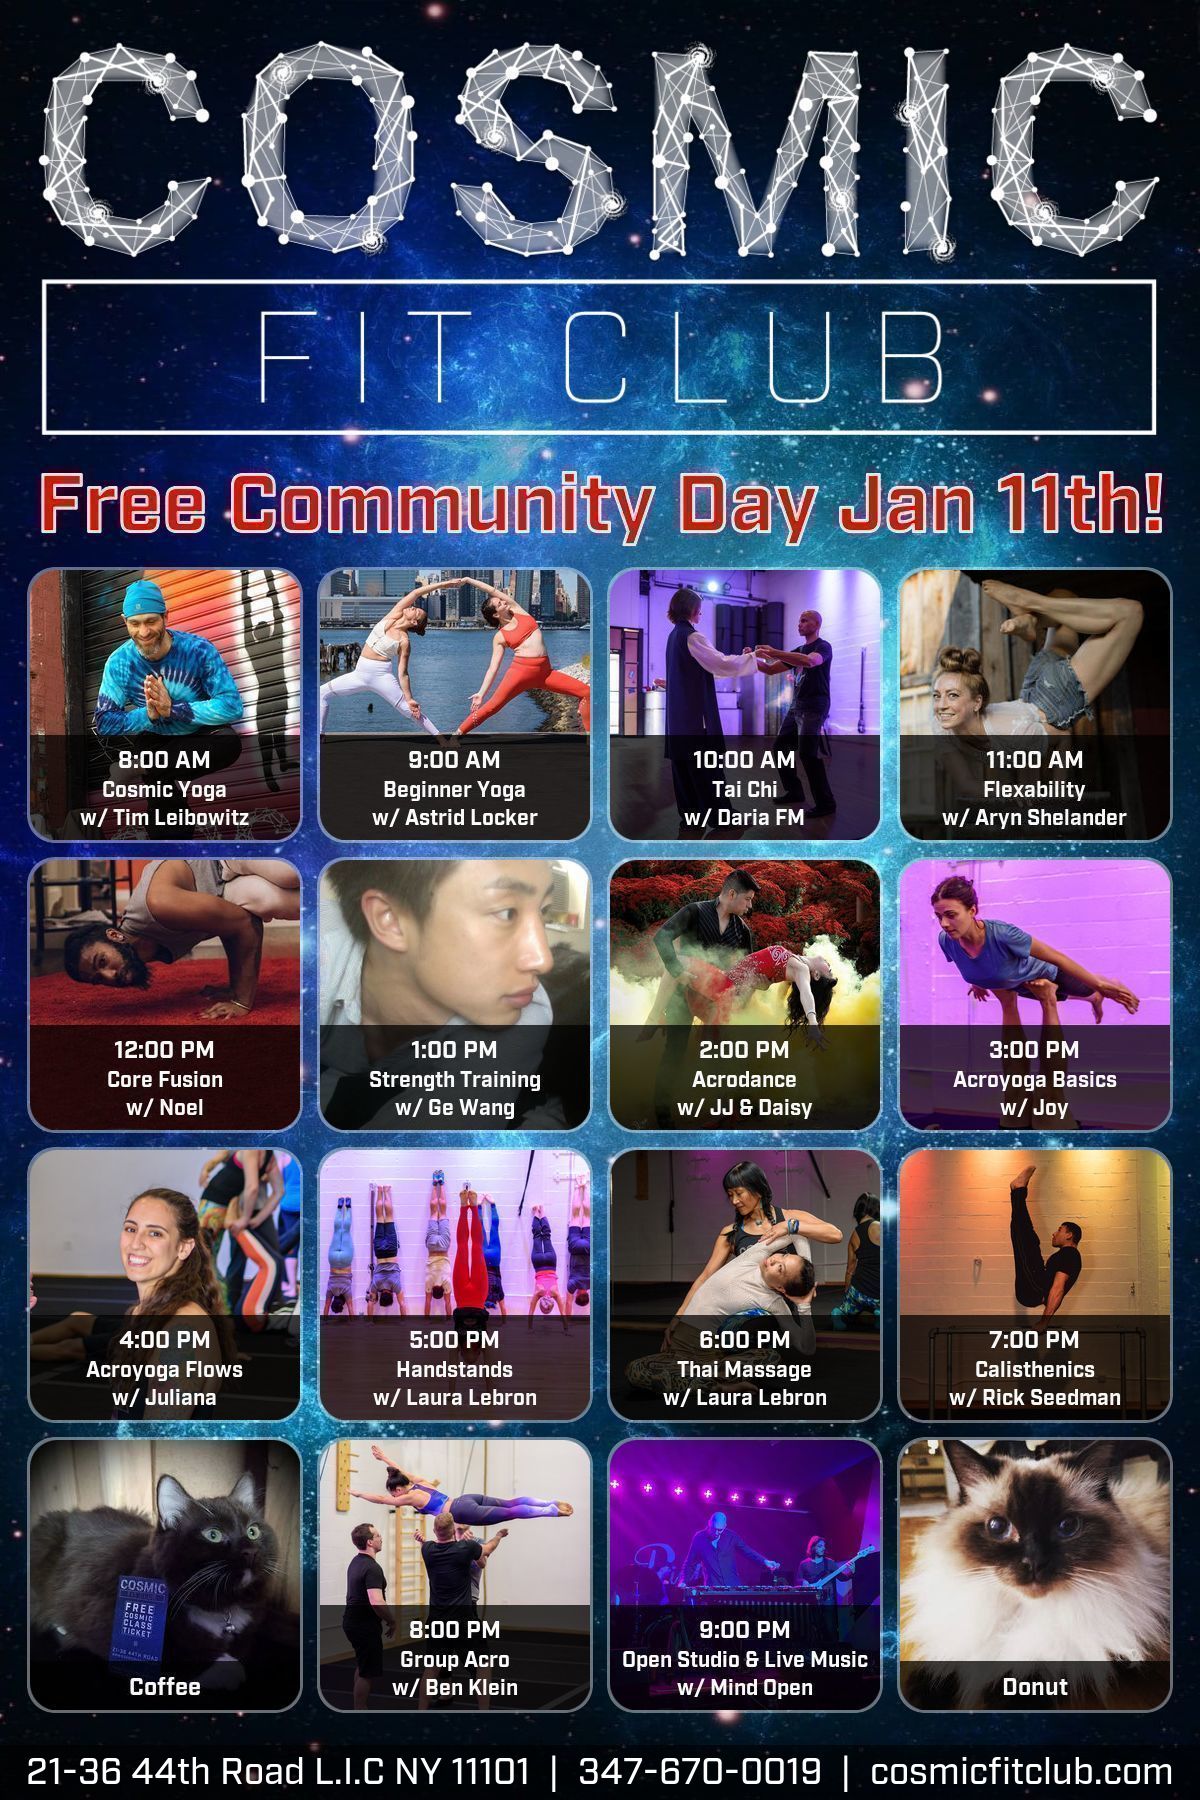 COSMIC
FIT CLUB
Free Community Day Jan 11th!
8:00 AM
Cosmic Yoga
w/ Tim Leibowitz
9:00 AM
Beginner Yoga
w/ Astrid Locker
10:00 AM
Tai Chi
w/ Daria FM
11:00 AM
Flexability
w/ Aryn Shelander
12:00 PM
Core Fusion
w/ Noel
1:00 PM
Strength Training
w/ Ge Wang
2:00 PM
Acrodance
w/ JJ & Daisy
3:00 PM
Acroyoga Basics
w/ Joy
4:00 PM
Acroyoga Flows
w/ Juliana
5:00 PM
Handstands
w/ Laura Lebron
6:00 PM
Thai Massage
w/ Laura Lebron
7:00 PM
Calisthenics
w/ Rick Seedman
COSMIC
FREE
COSMIC
CLASS
TICKET
21-36 44TH ROAD
Coffee
8:00 PM
Group Acro
w/ Ben Klein
9:00 PM
Open Studio & Live Music
w/ Mind Open
Donut
21-36 44th Road L.I.C NY 11101 | 347-670-0019 | cosmicfitclub.com